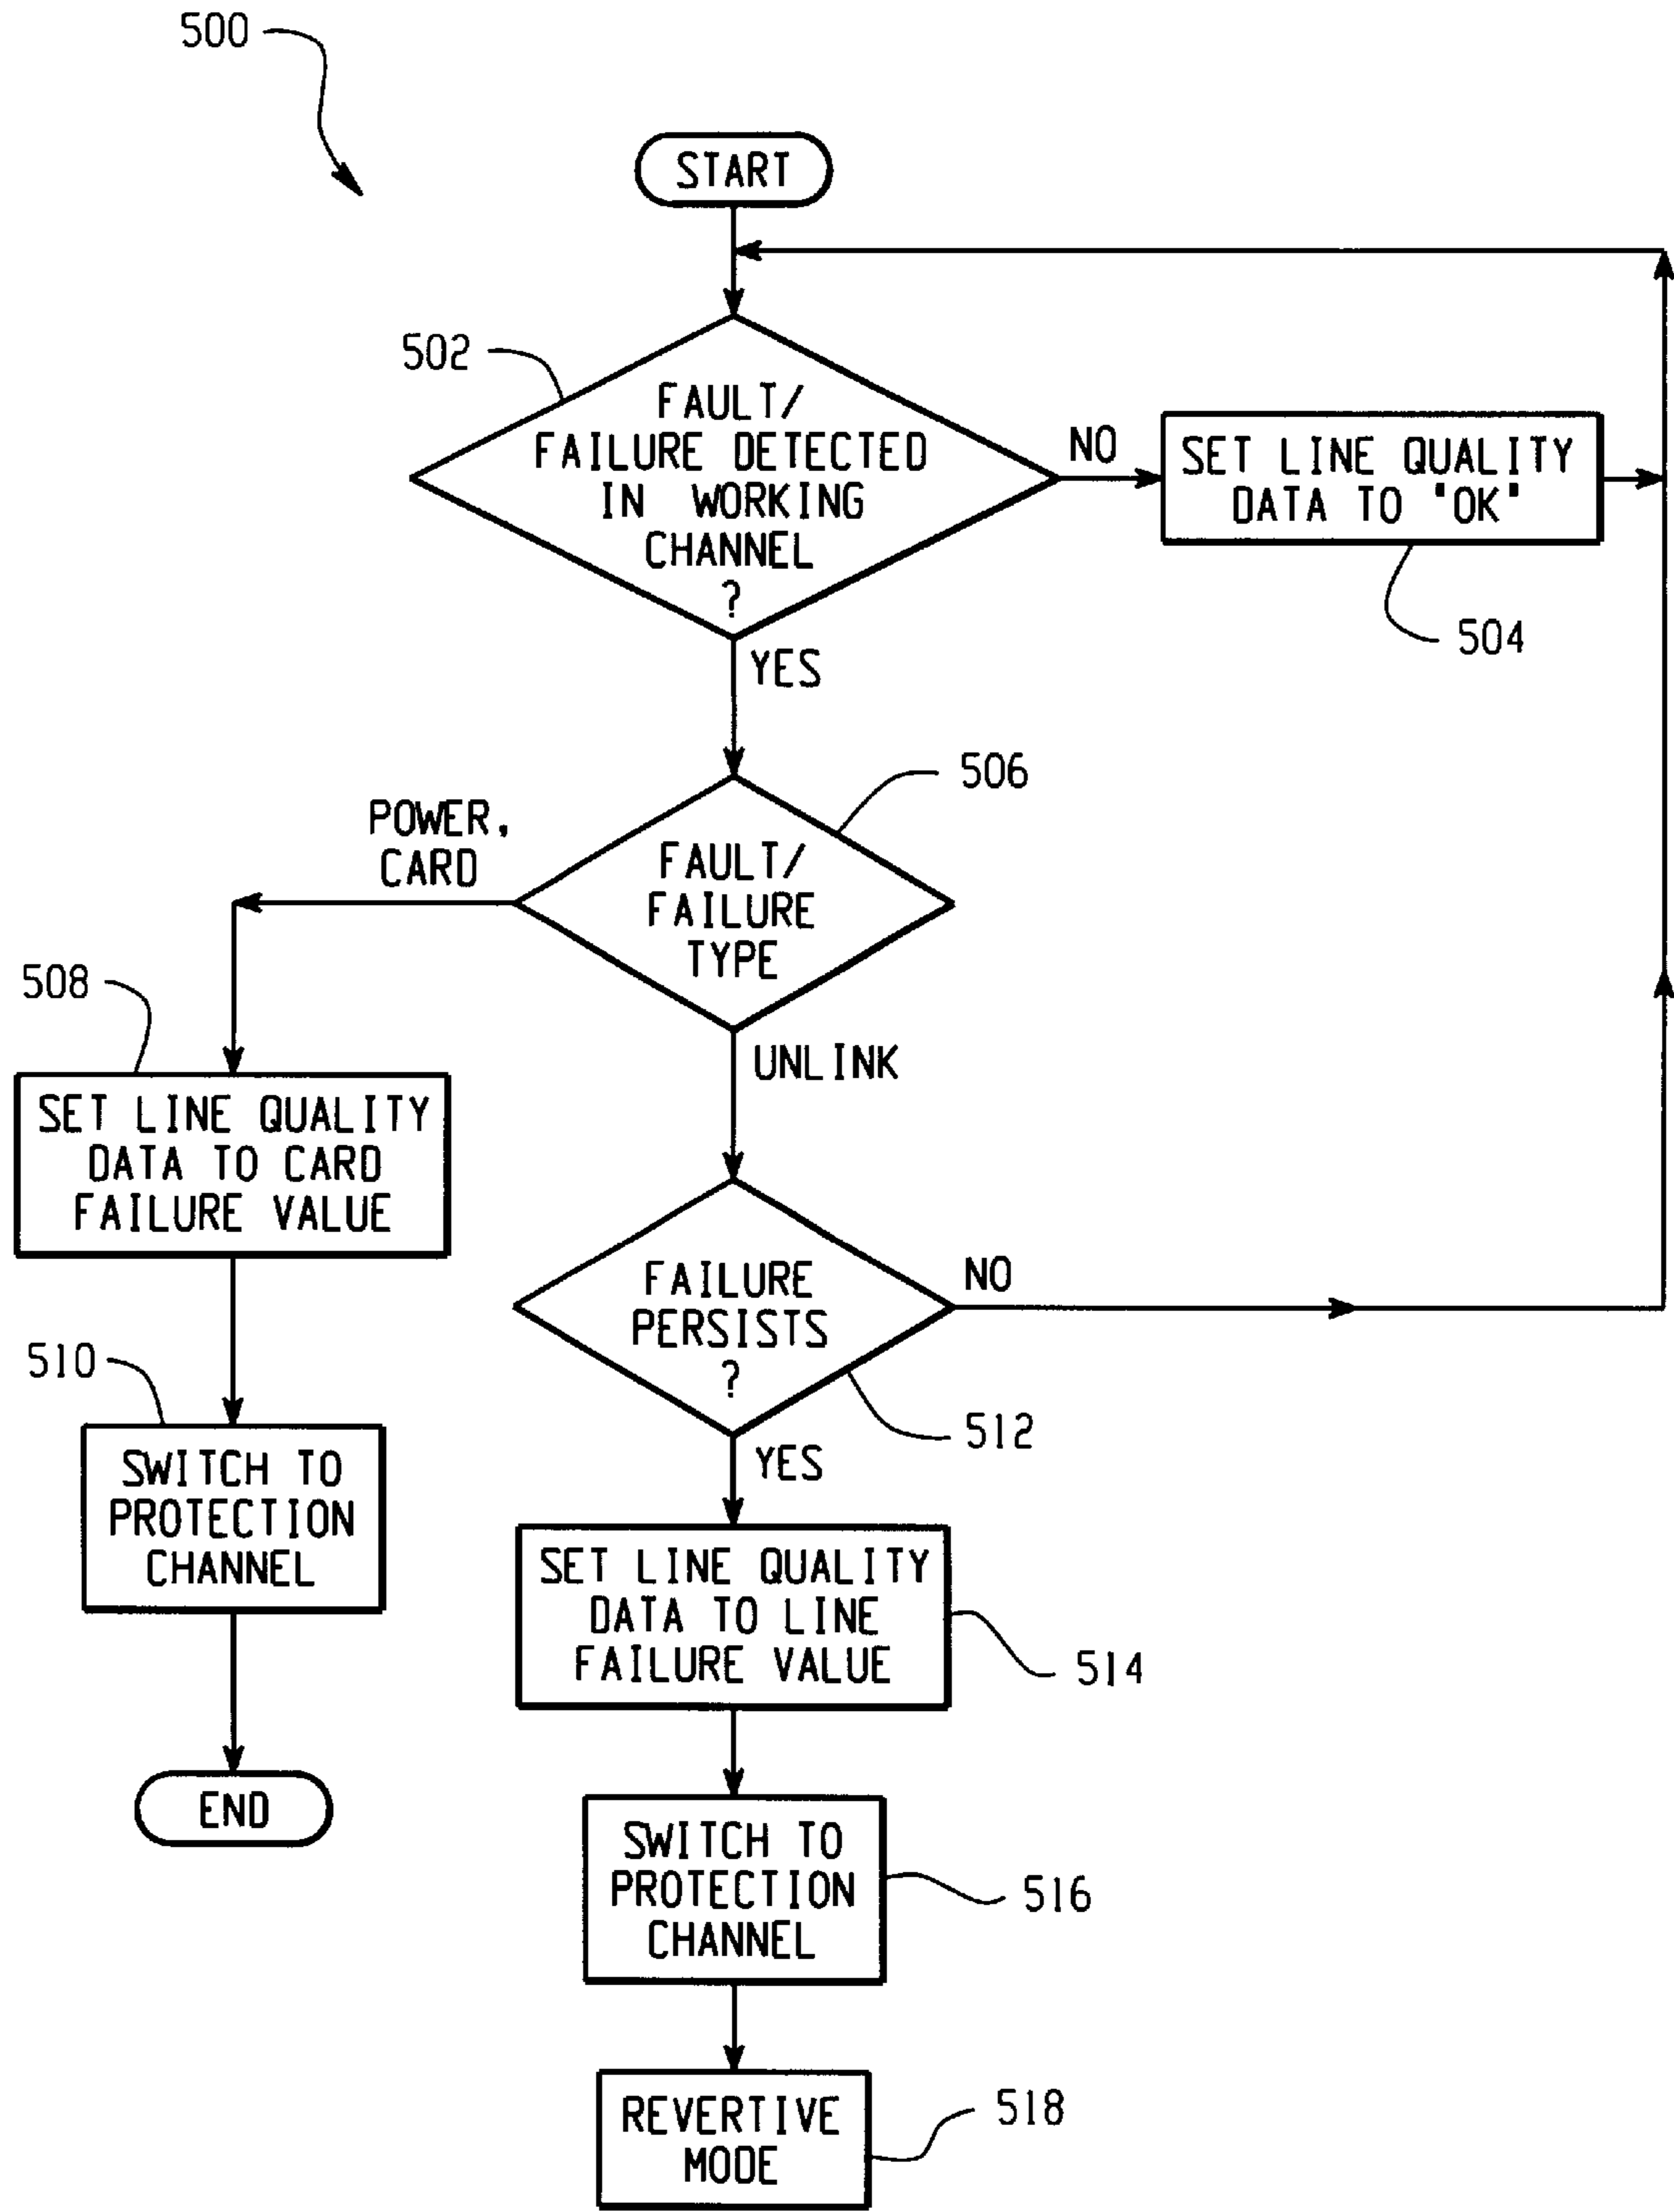 500
START
502
FAULT/
FAILURE DETECTED
IN WORKING
CHANNEL
?
NO
SET LINE QUALITY
DATA TO "OK"
504
YES
506
POWER,
CARD
FAULT/
FAILURE
TYPE
508
UNLINK
SET LINE QUALITY
DATA TO CARD
FAILURE VALUE
FAILURE
PERSISTS
?
NO
510
512
YES
SWITCH TO
PROTECTION
CHANNEL
SET LINE QUALITY
DATA TO LINE
FAILURE VALUE
514
END
SWITCH TO
PROTECTION
CHANNEL
516
REVERTIVE
MODE
518